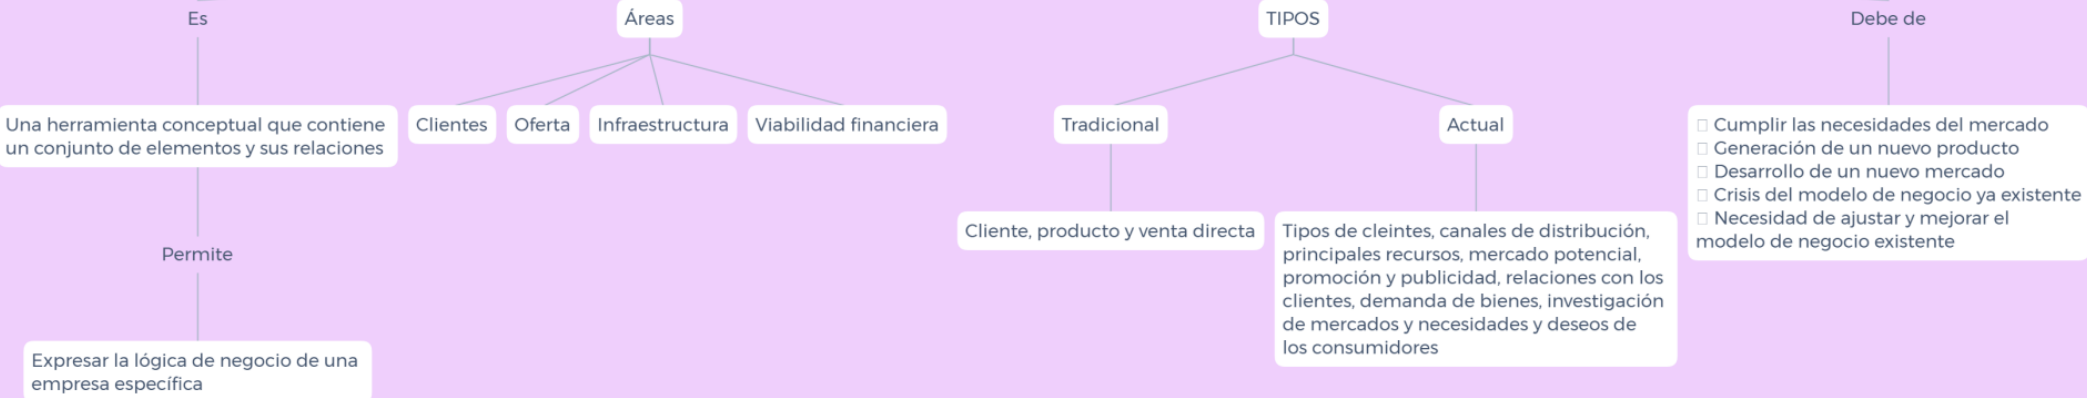 Es
Áreas
TIPOS
Debe de
Una herramienta conceptual que contiene
un conjunto de elementos y sus relaciones
Clientes
Oferta
Infraestructura
Viabilidad financiera
Tradicional
Actual
Cumplir las necesidades del mercado
Generación de un nuevo producto
Desarrollo de un nuevo mercado
Crisis del modelo de negocio ya existente
Necesidad de ajustar y mejorar el
modelo de negocio existente
Permite
Cliente, producto y venta directa
Tipos de cleintes, canales de distribución,
principales recursos, mercado potencial,
promoción y publicidad, relaciones con los
clientes, demanda de bienes, investigación
de mercados y necesidades y deseos de
los consumidores
Expresar la lógica de negocio de una
empresa específica